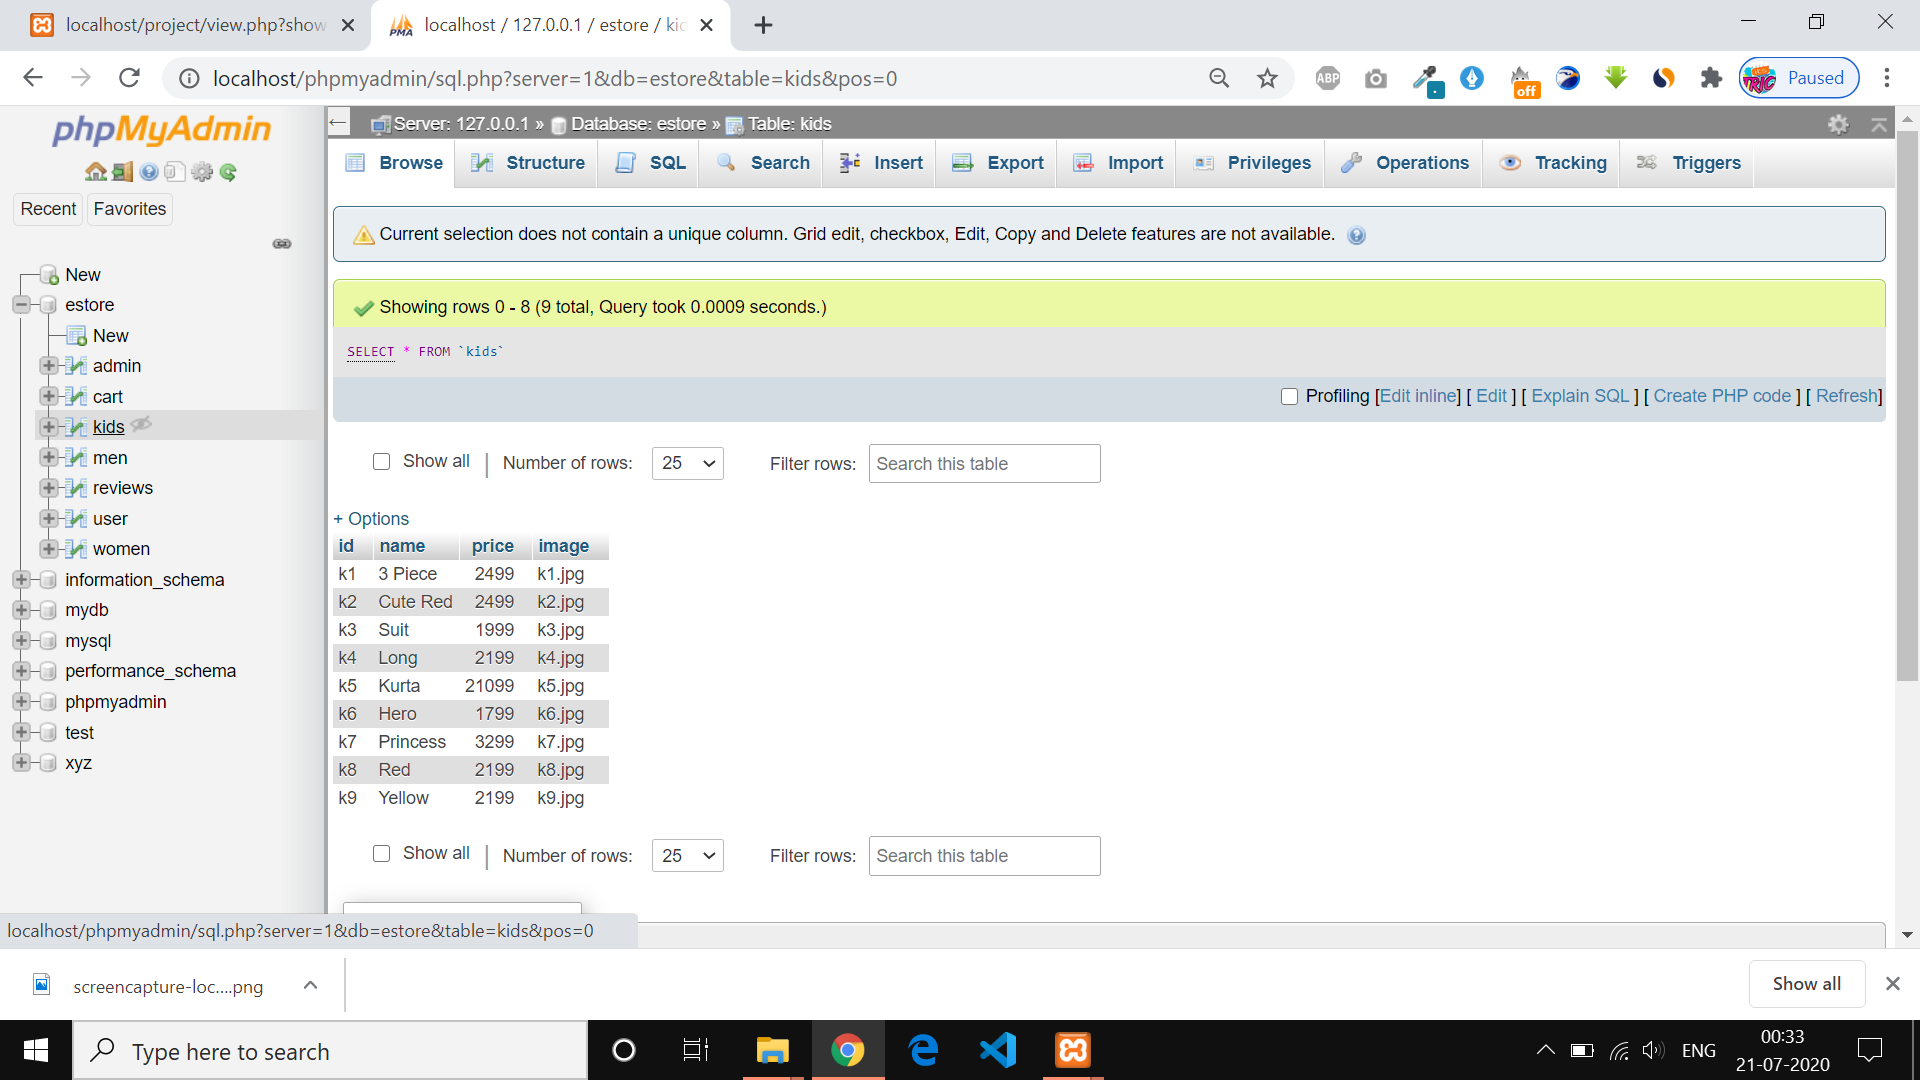 localhost/project/view.php?show
localhost / 127.0.0.1 / estore / kid
localhost/phpmyadmin/sql.php?server=1&db=estore&table=kids&pos=0
ABP
off
Paused
phpMyAdmin
Recent Favorites
New
estore
New
admin
cart
kids
men
reviews
user
women
information_schema
mydb
mysql
performance_schema
phpmyadmin
test
xyz
Server: 127.0.0.1 » Database: estore » Table: kids
Browse Structure SQL Search Insert Export Import Privileges Operations Tracking Triggers
Current selection does not contain a unique column. Grid edit, checkbox, Edit, Copy and Delete features are not available.
Showing rows 0 - 8 (9 total, Query took 0.0009 seconds.)
SELECT * FROM `kids`
Profiling [Edit inline] [ Edit ] [ Explain SQL ] [ Create PHP code ] [ Refresh]
Show all | Number of rows: 25 Filter rows: Search this table
+ Options
id name price image
k1 3 Piece 2499 k1.jpg
k2 Cute Red 2499 k2.jpg
k3 Suit 1999 k3.jpg
k4 Long 2199 k4.jpg
k5 Kurta 21099 k5.jpg
k6 Hero 1799 k6.jpg
k7 Princess 3299 k7.jpg
k8 Red 2199 k8.jpg
k9 Yellow 2199 k9.jpg
Show all | Number of rows: 25 Filter rows: Search this table
localhost/phpmyadmin/sql.php?server=1&db=estore&table=kids&pos=0
screencapture-loc....png
Show all
Type here to search
ENG
00:33
21-07-2020